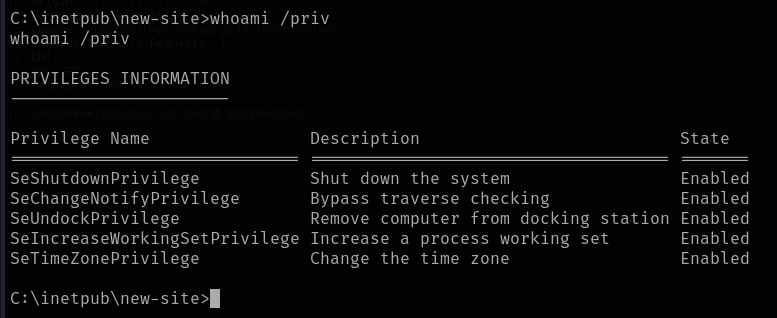 C:\inetpub\new-site>whoami /priv
whoami /priv
PRIVILEGES INFORMATION
----------------------
Privilege Name Description State
============================= ==================================== =======
SeShutdownPrivilege Shut down the system Enabled
SeChangeNotifyPrivilege Bypass traverse checking Enabled
SeUndockPrivilege Remove computer from docking station Enabled
SeIncreaseWorkingSetPrivilege Increase a process working set Enabled
SeTimeZonePrivilege Change the time zone Enabled
C:\inetpub\new-site>